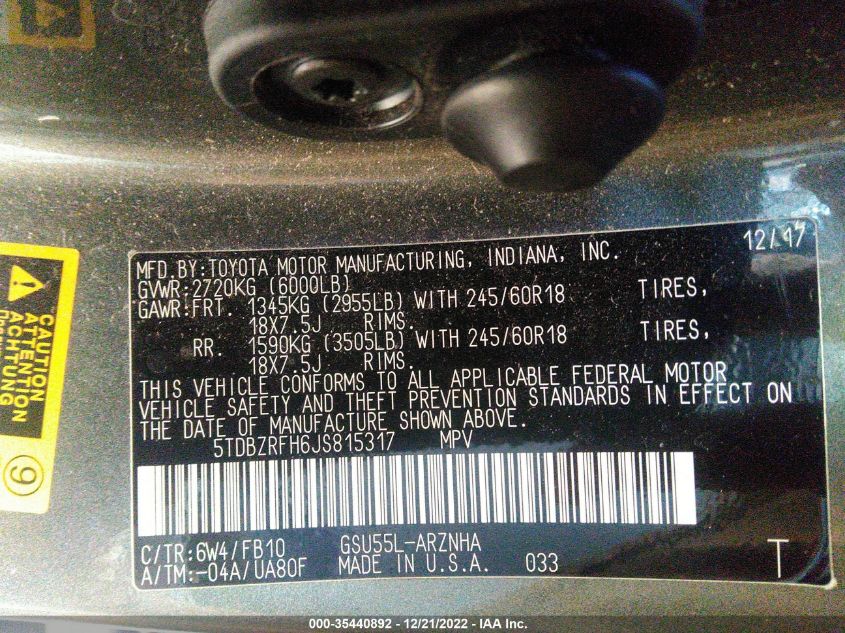 MFD.BY:TOYOTA MOTOR MANUFACTURING, INDIANA, INC. 12/17
GVWR:2720KG (6000LB)
GAWR:FRT. 1345KG (2955LB) WITH 245/60R18 TIRES,
18X7.5J RIMS.
RR. 1590KG (3505LB) WITH 245/60R18 TIRES,
18X7.5J RIMS.
THIS VEHICLE CONFORMS TO ALL APPLICABLE FEDERAL MOTOR
VEHICLE SAFETY AND THEFT PREVENTION STANDARDS IN EFFECT ON
THE DATE OF MANUFACTURE SHOWN ABOVE.
5TDBZRFH6JS815317 MPV
C/TR:6W4/FB10 GSU55L-ARZNHA
A/TM:-04A/UA80F MADE IN U.S.A. 033 T
CAUTION
ATTENTION
ACHTUNG
9
000-35440892 - 12/21/2022 - IAA Inc.